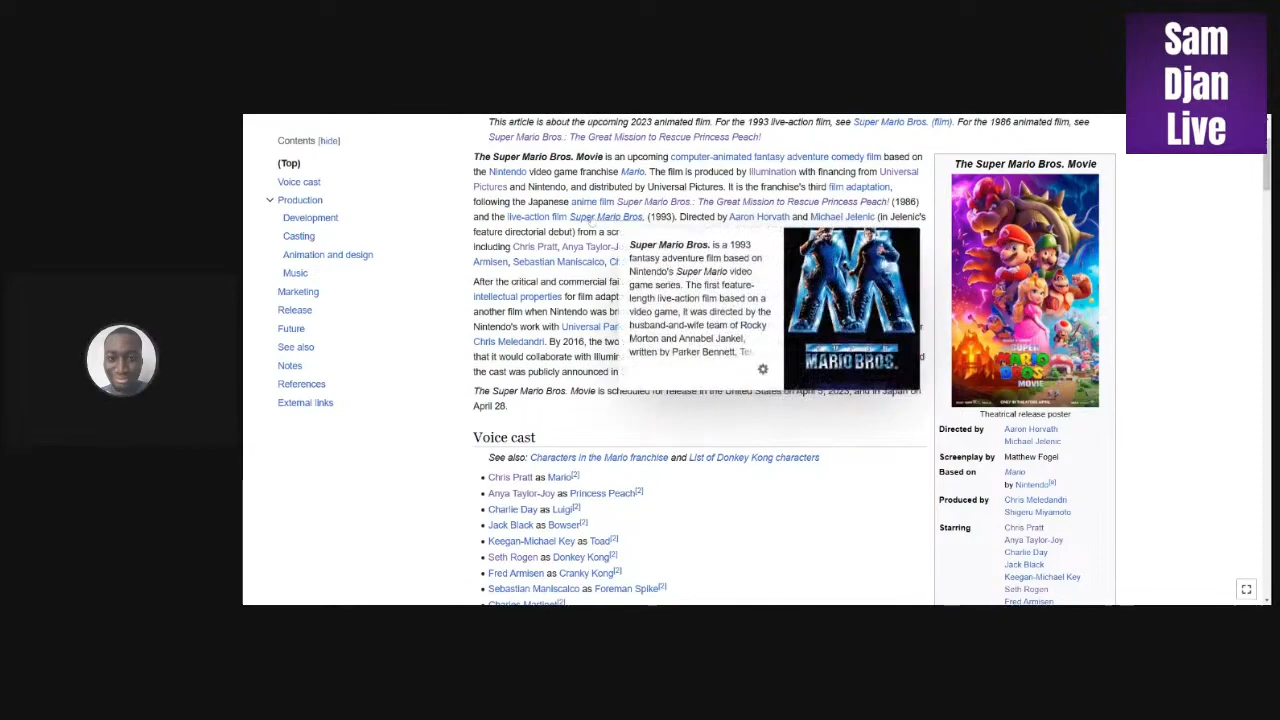 Sam
Djan
Live
This article is about the upcoming 2023 animated film. For the 1993 live-action film, see Super Mario Bros. (film). For the 1986 animated film, see
Super Mario Bros.: The Great Mission to Rescue Princess Peach!
Contents [hide]
(Top)
Voice cast
Production
Development
Casting
Animation and design
Music
Marketing
Release
Future
See also
Notes
References
External links
The Super Mario Bros. Movie is an upcoming computer-animated fantasy adventure comedy film based on
the Nintendo video game franchise Mario. The film is produced by Illumination with financing from Universal
Pictures and Nintendo, and distributed by Universal Pictures. It is the franchise's third film adaptation,
following the Japanese anime film Super Mario Bros.: The Great Mission to Rescue Princess Peach! (1986)
and the live-action film Super Mario Bros. (1993). Directed by Aaron Horvath and Michael Jelenic (in Jelenic's
feature directorial debut) from a
including Chris Pratt, Anya
Armisen, Sebastian Maniscalco,
After the critical and commercial
intellectual properties for film
another film when Nintendo was
Nintendo's work with Universal
Chris Meledandri. By 2016, the two
that it would collaborate with
the cast was publicly announced in
The Super Mario Bros. Movie is scheduled for release in the United States on April 5, 2023, and in Japan on
April 28.
Super Mario Bros. is a 1993
fantasy adventure film based on
Nintendo's Super Mario video
game series. The first feature-
length live-action film based on a
video game, it was directed by the
husband-and-wife team of Rocky
Morton and Annabel Jankel,
written by Parker Bennett,
MARIO BROS.
Voice cast
See also: Characters in the Mario franchise and List of Donkey Kong characters
• Chris Pratt as Mario[2]
• Anya Taylor-Joy as Princess Peach[2]
• Charlie Day as Luigi[2]
• Jack Black as Bowser[2]
• Keegan-Michael Key as Toad[2]
• Seth Rogen as Donkey Kong[2]
• Fred Armisen as Cranky Kong[2]
• Sebastian Maniscalco as Foreman Spike[2]
• Charles Martinet[2]
The Super Mario Bros. Movie
SUPER
MARIO
BROS
MOVIE
Theatrical release poster
Directed by Aaron Horvath
Michael Jelenic
Screenplay by Matthew Fogel
Based on Mario
by Nintendo[a]
Produced by Chris Meledandri
Shigeru Miyamoto
Starring Chris Pratt
Anya Taylor-Joy
Charlie Day
Jack Black
Keegan-Michael Key
Seth Rogen
Fred Armisen